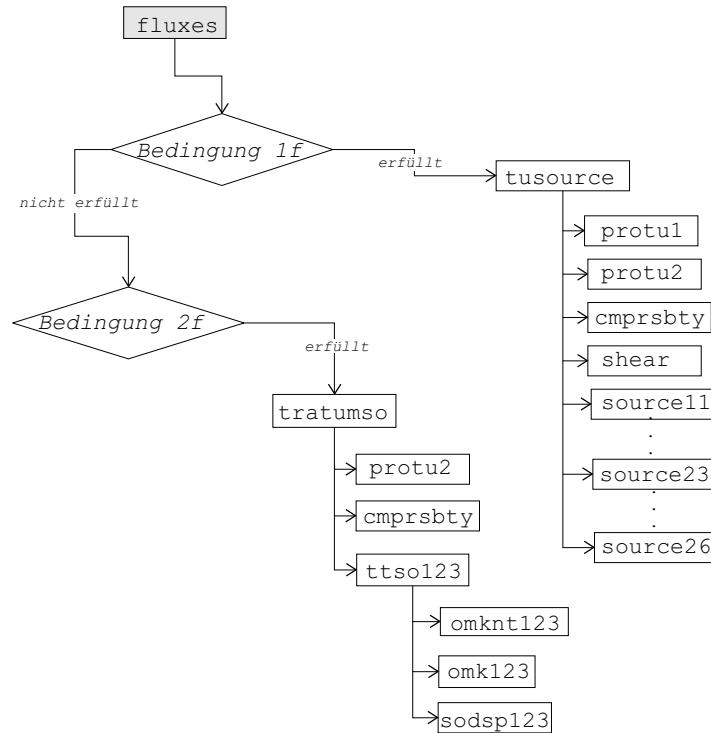 fluxes
Bedingung 1f
erfüllt
tusource
nicht erfüllt
protu1
protu2
Bedingung 2f
cmprsbty
erfüllt
shear
tratumso
source11
protu2
source23
cmprsbty
source26
ttso123
omknt123
omk123
sodsp123